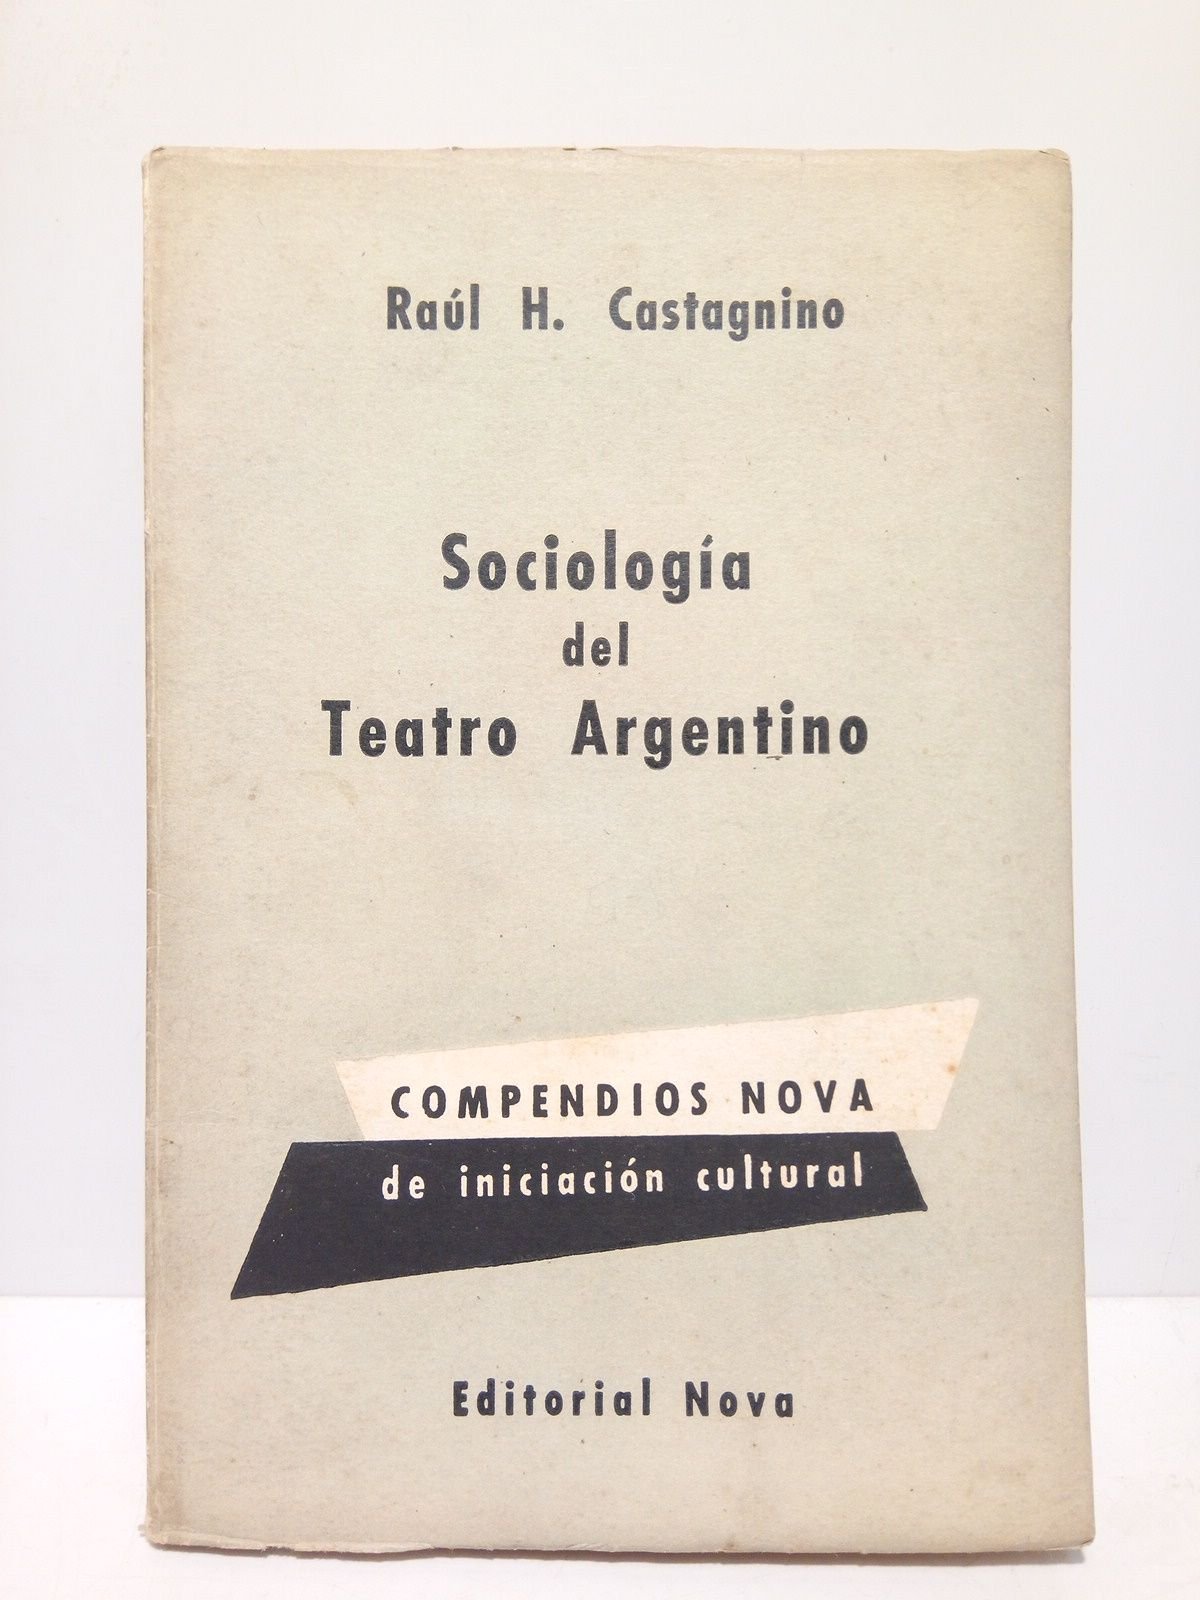 Raúl H. Castagnino
Sociología
del
Teatro Argentino
COMPENDIOS NOVA
de iniciación cultural
Editorial Nova